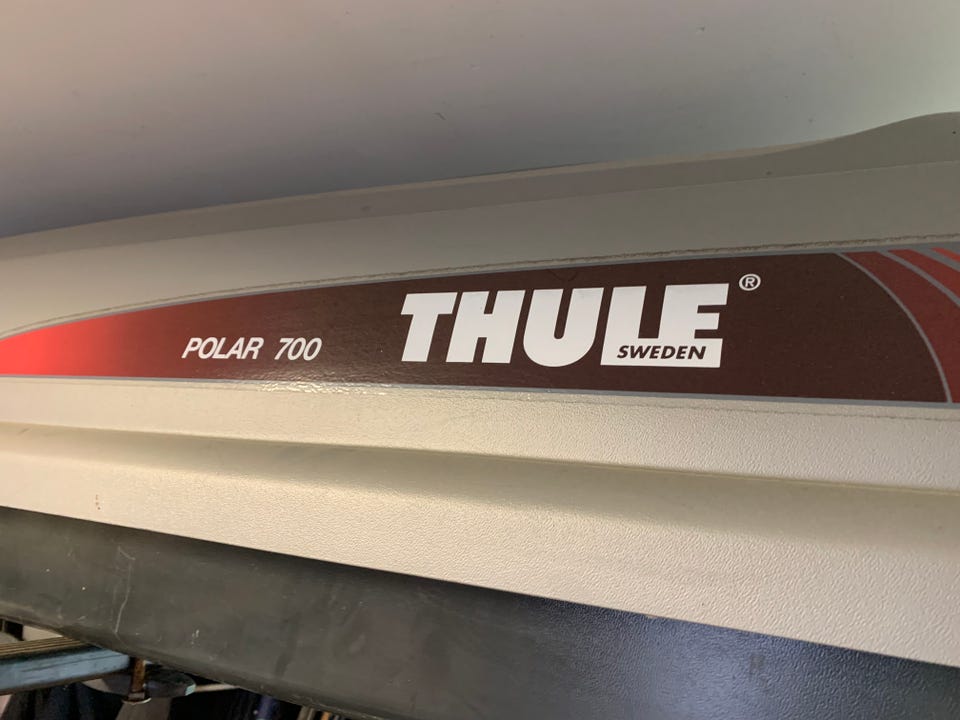 POLAR 700
THULE®
SWEDEN